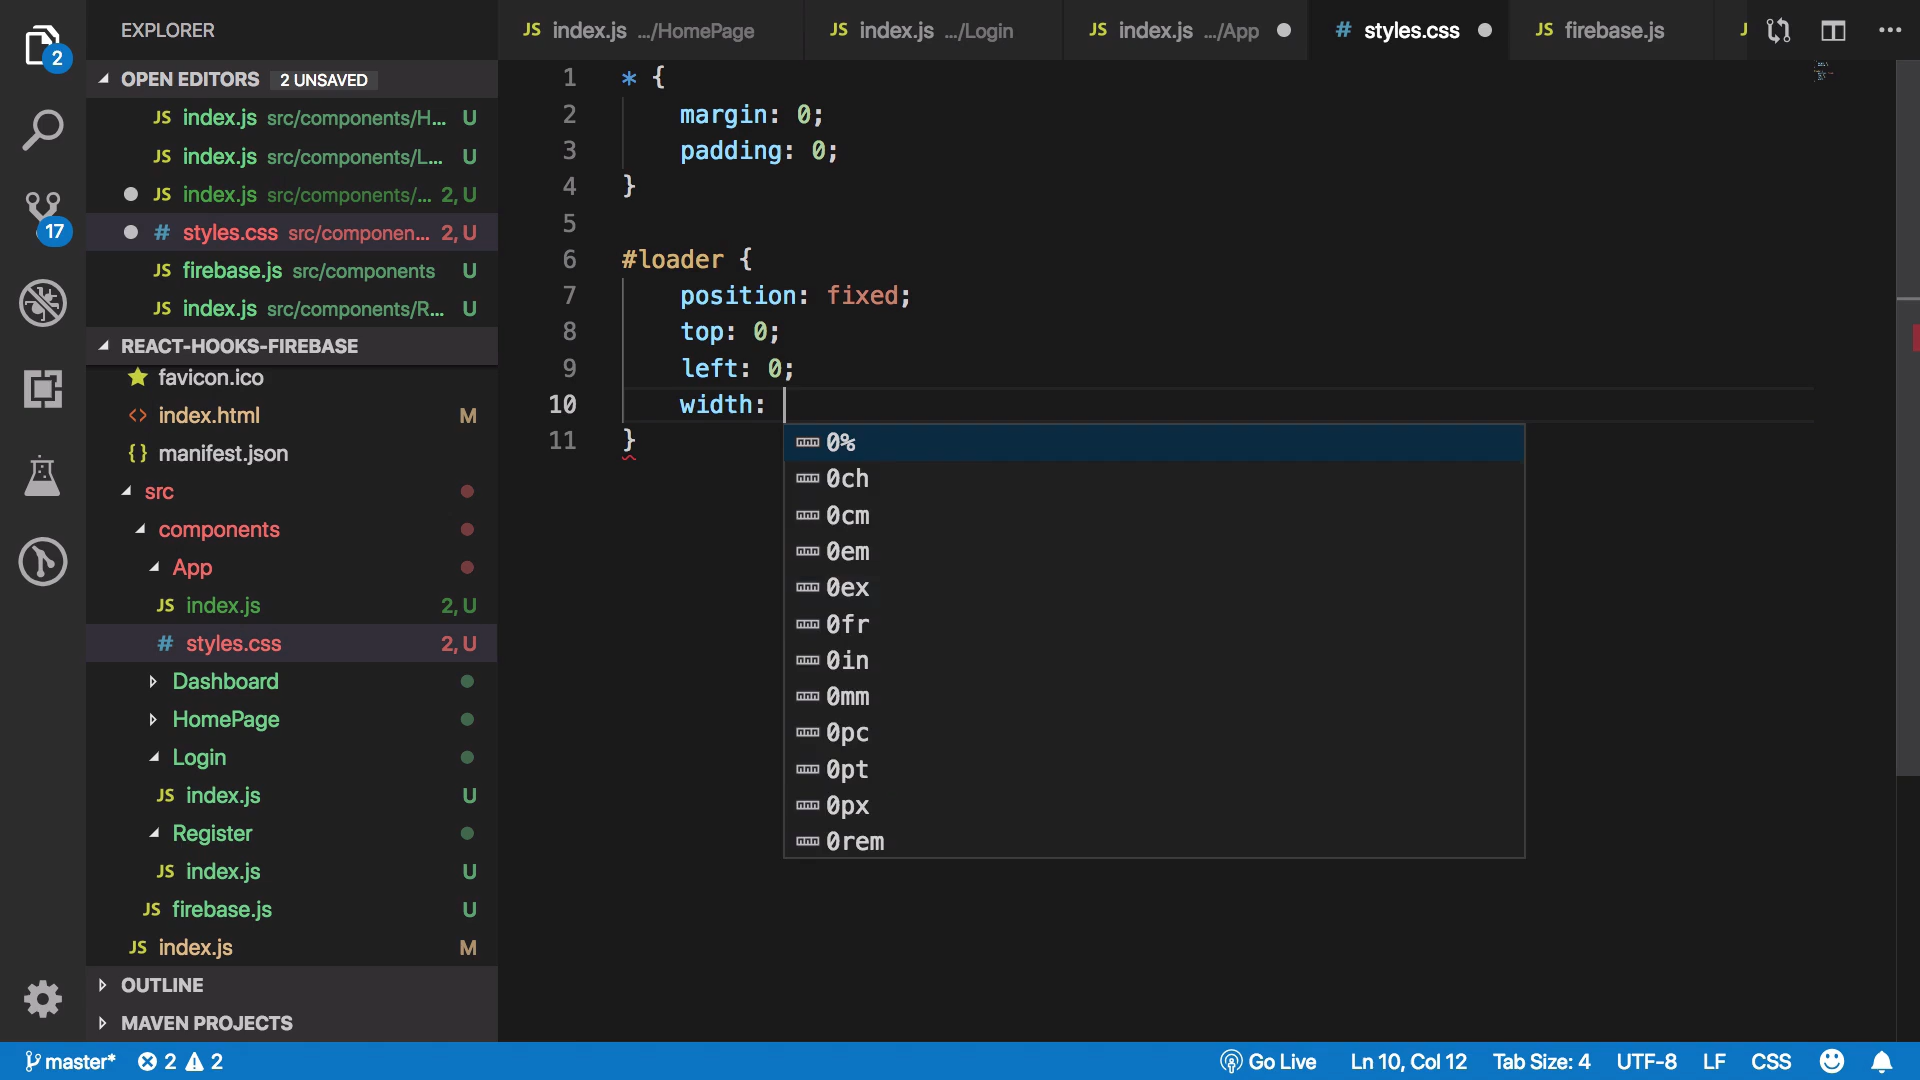 EXPLORER
2
OPEN EDITORS 2 UNSAVED
JS index.js src/components/H... U
JS index.js src/components/L... U
JS index.js src/components/... 2, U
# styles.css src/componen... 2, U
JS firebase.js src/components U
JS index.js src/components/R... U
17
REACT-HOOKS-FIREBASE
favicon.ico
<> index.html M
{} manifest.json
src
components
App
JS index.js 2, U
# styles.css 2, U
Dashboard
HomePage
Login
JS index.js U
Register
JS index.js U
JS firebase.js U
JS index.js M
OUTLINE
MAVEN PROJECTS
JS index.js .../HomePage JS index.js .../Login JS index.js .../App # styles.css JS firebase.js J
1 * {
2 margin: 0;
3 padding: 0;
4 }
5
6 #loader {
7 position: fixed;
8 top: 0;
9 left: 0;
10 width:
11 }
0%
0ch
0cm
0em
0ex
0fr
0in
0mm
0pc
0pt
0px
0rem
master* 2 2 Go Live Ln 10, Col 12 Tab Size: 4 UTF-8 LF CSS